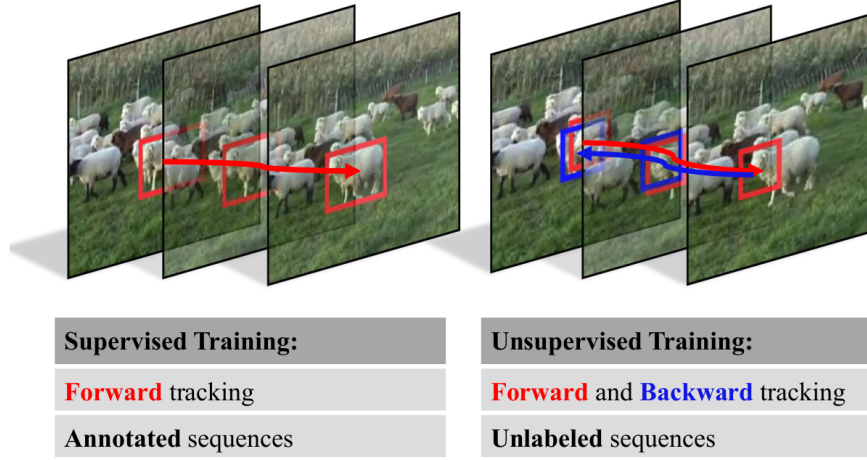 Supervised Training:
Forward tracking
Annotated sequences
Unsupervised Training:
Forward and Backward tracking
Unlabeled sequences